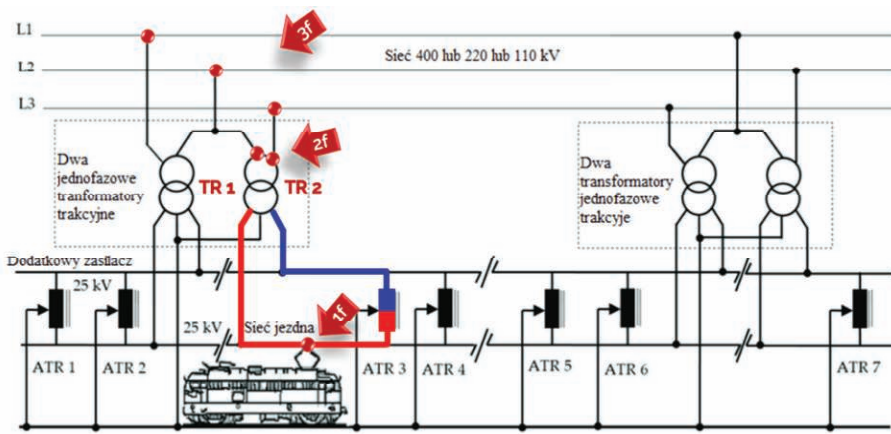 L1
3f
Sieć 400 lub 220 lub 110 kV
L2
L3
2f
Dwa
jednofazowe
tranformatory
trakcyjne
TR 1
TR 2
Dwa
transformatory
jednofazowe
trakcyje
Dodatkowy zasilacz
25 kV
1f
25 kV
Sieć jezdna
ATR 1
ATR 2
ATR 3
ATR 4
ATR 5
ATR 6
ATR 7